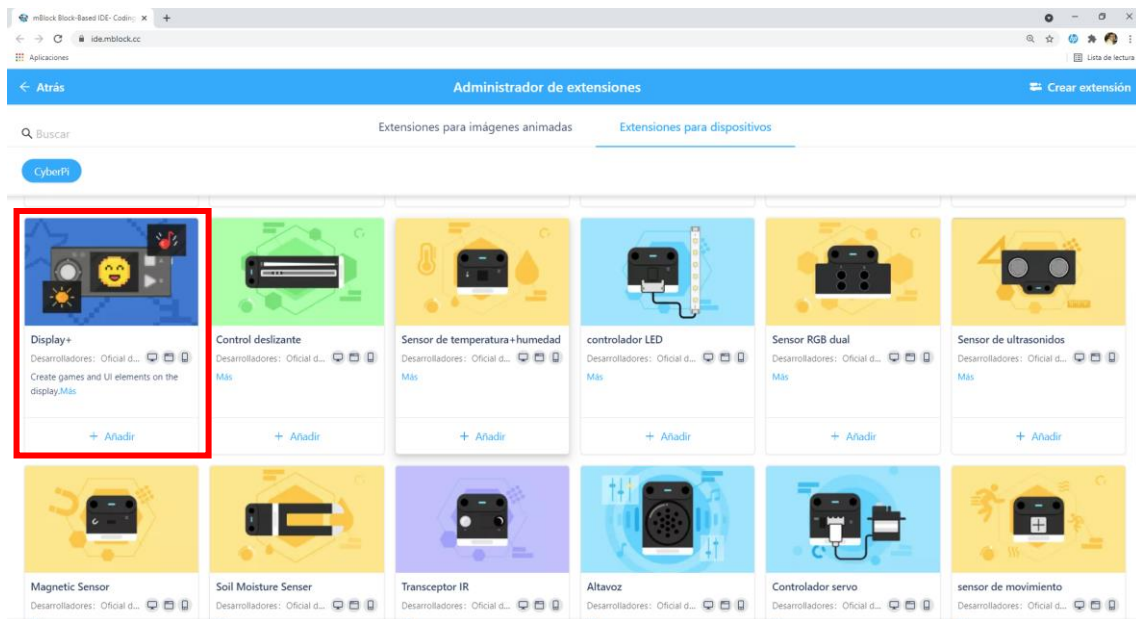 mBlock Block-Based IDE- Coding
ide.mblock.cc
Aplicaciones
Lista de lectura
Atrás
Administrador de extensiones
Crear extensión
Buscar
Extensiones para imágenes animadas
Extensiones para dispositivos
CyberPi
Display+
Desarrolladores: Oficial d...
Create games and UI elements on the
display.Más
+ Añadir
Control deslizante
Desarrolladores: Oficial d...
Más
+ Añadir
Sensor de temperatura+humedad
Desarrolladores: Oficial d...
Más
+ Añadir
controlador LED
Desarrolladores: Oficial d...
Más
+ Añadir
Sensor RGB dual
Desarrolladores: Oficial d...
Más
+ Añadir
Sensor de ultrasonidos
Desarrolladores: Oficial d...
Más
+ Añadir
Magnetic Sensor
Desarrolladores: Oficial d...
Soil Moisture Senser
Desarrolladores: Oficial d...
Transceptor IR
Desarrolladores: Oficial d...
Altavoz
Desarrolladores: Oficial d...
Controlador servo
Desarrolladores: Oficial d...
sensor de movimiento
Desarrolladores: Oficial d...